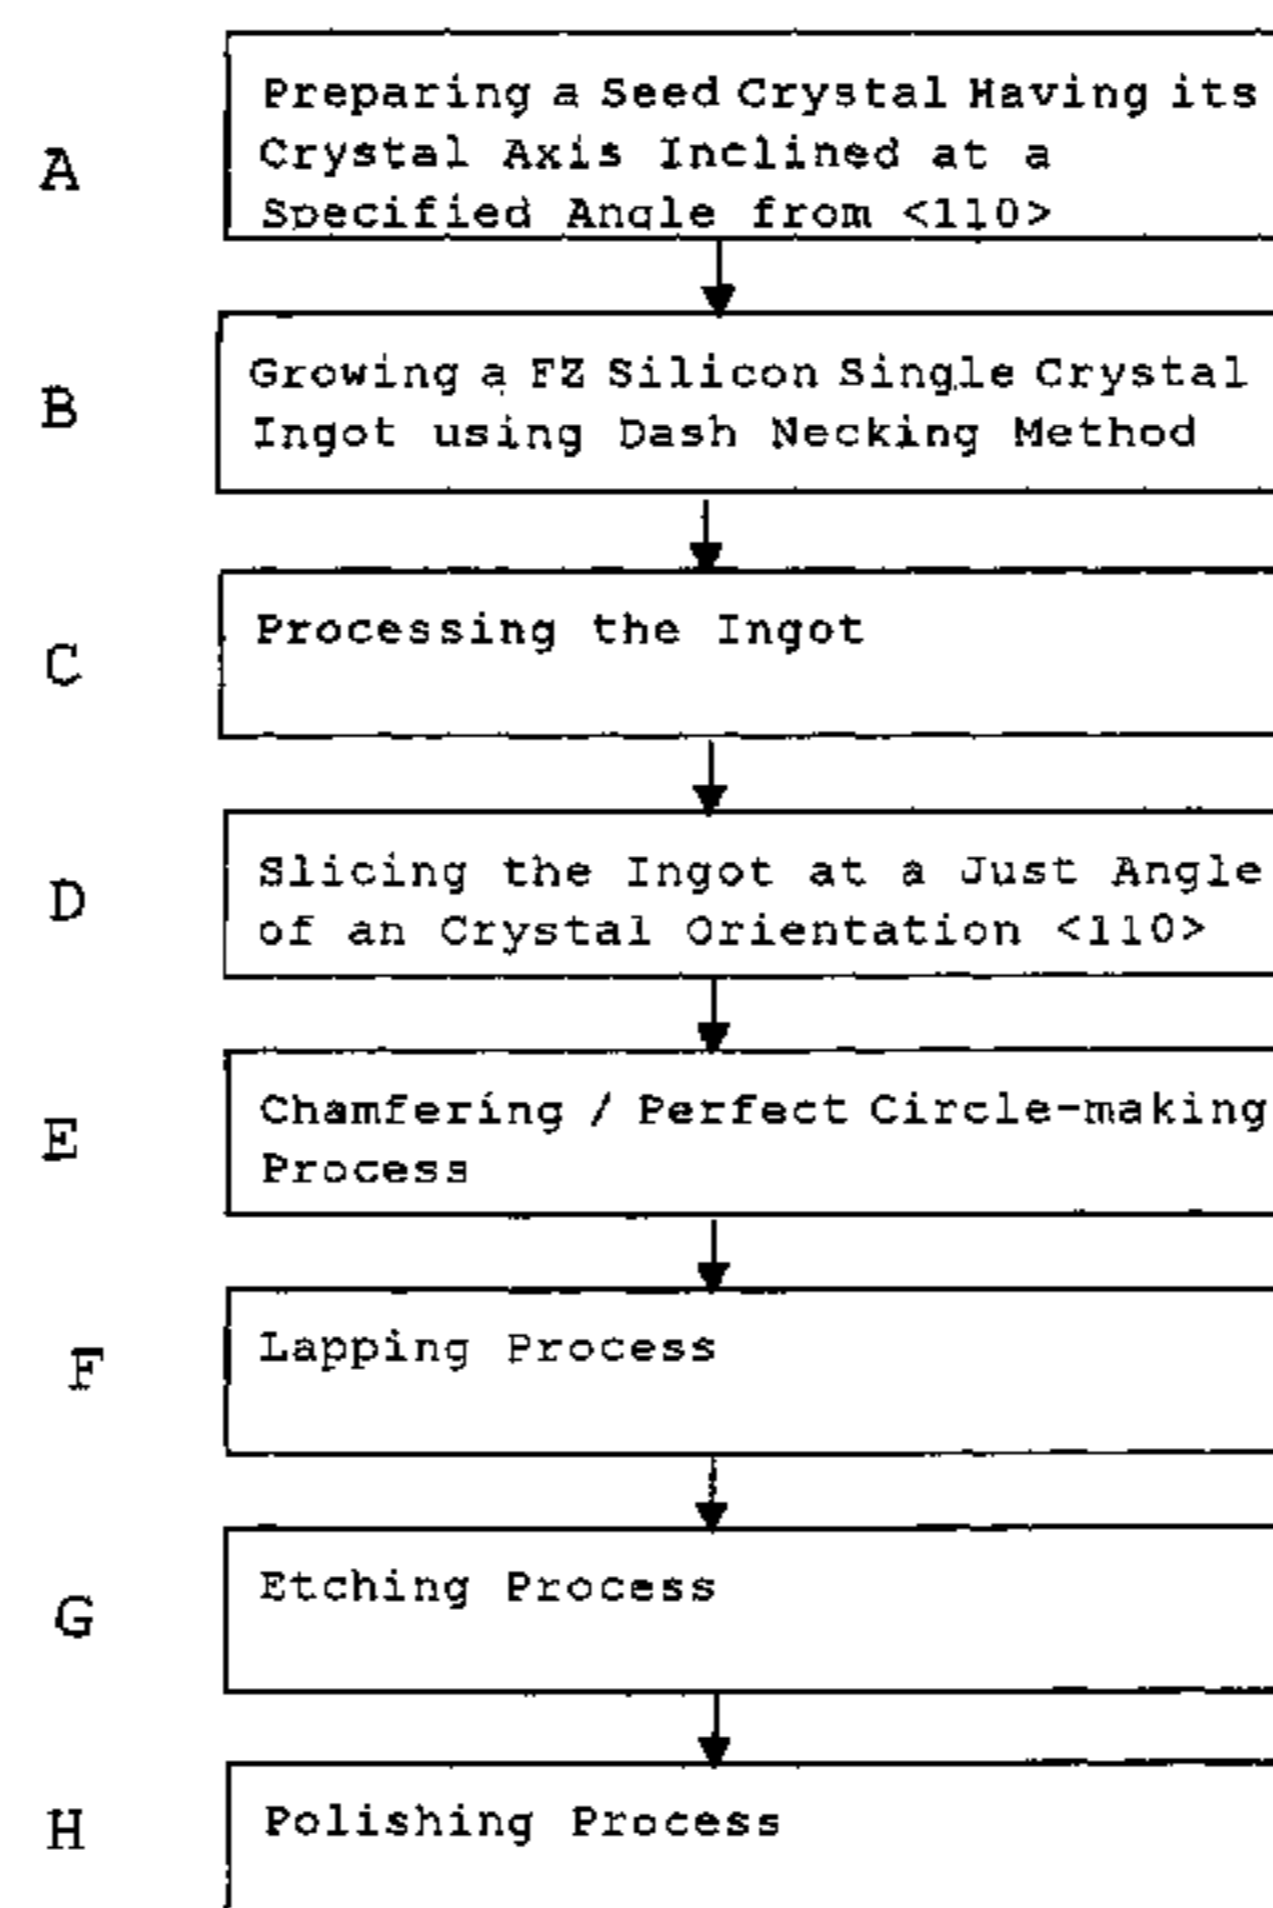 A
Preparing a Seed Crystal Having its
Crystal Axis Inclined at a
Specified Angle from <110>
B
Growing a FZ Silicon Single Crystal
Ingot using Dash Necking Method
C
Processing the Ingot
D
Slicing the Ingot at a Just Angle
of an Crystal Orientation <110>
E
Chamfering / Perfect Circle-making
Process
F
Lapping Process
G
Etching Process
H
Polishing Process